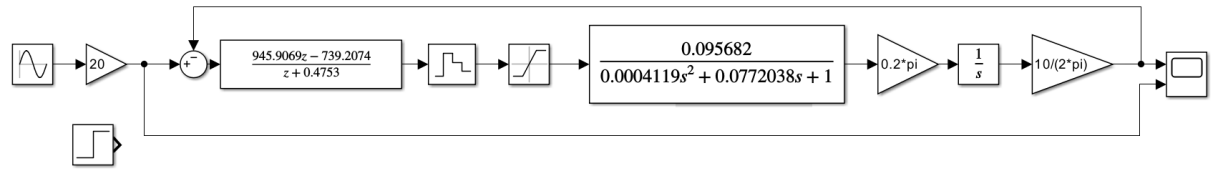 20
+
−
945.9069z − 739.2074
z + 0.4753
0.095682
0.0004119s² + 0.0772038s + 1
0.2*pi
1
s
10/(2*pi)